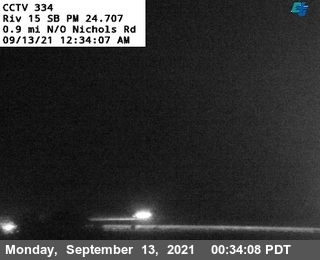 CCTV 334
Riv 15 SB PM 24.707
0.9 mi N/O Nichols Rd
09/13/21 12:34:07 AM
Monday, September 13, 2021 00:34:08 PDT